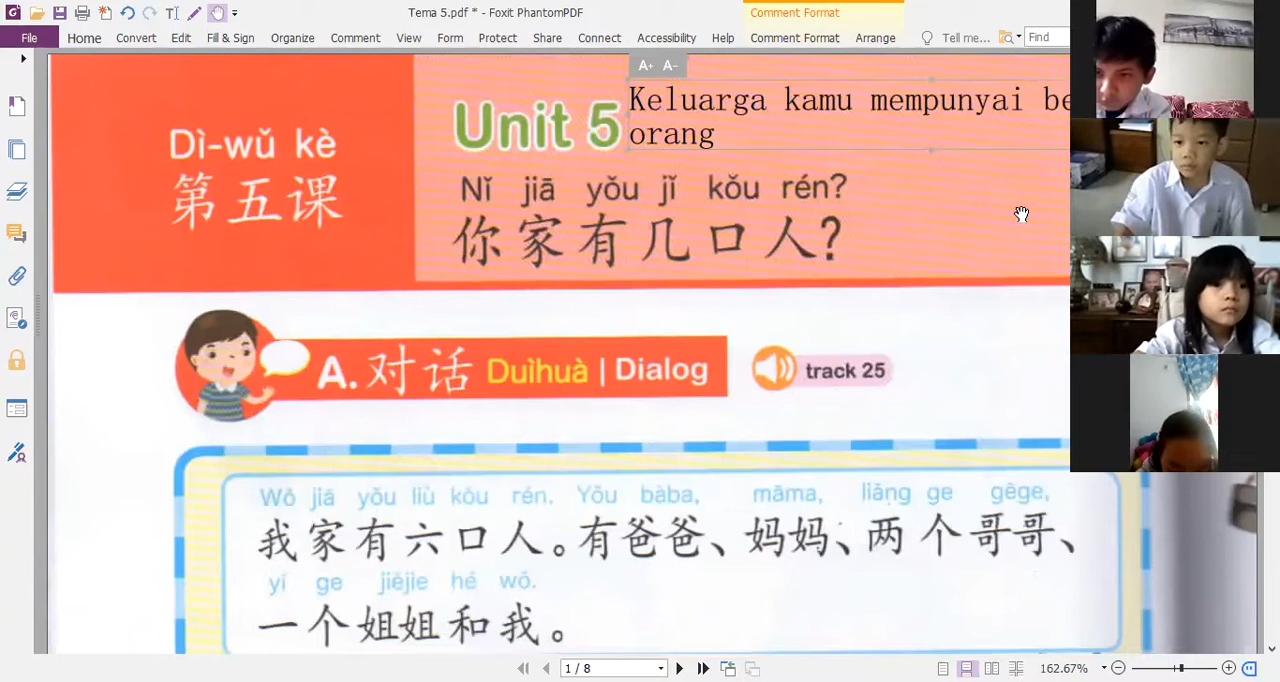 Tema 5.pdf * - Foxit PhantomPDF
Comment Format
File Home Convert Edit Fill & Sign Organize Comment View Form Protect Share Connect Accessibility Help Comment Format Arrange Tell me... Find
A+ A-
Keluarga kamu mempunyai
orang
Unit 5
Dì-wǔ kè
第五课
Nǐ jiā yǒu jǐ kǒu rén?
你家有几口人?
A. 对话 Duìhuà | Dialog
track 25
Wǒ jiā yǒu liù kǒu rén. Yǒu bàba, māma, liǎng ge gēge,
我家有六口人。有爸爸、妈妈、两个哥哥、
yí ge jiějie hé wǒ.
一个姐姐和我。
1 / 8
162.67%